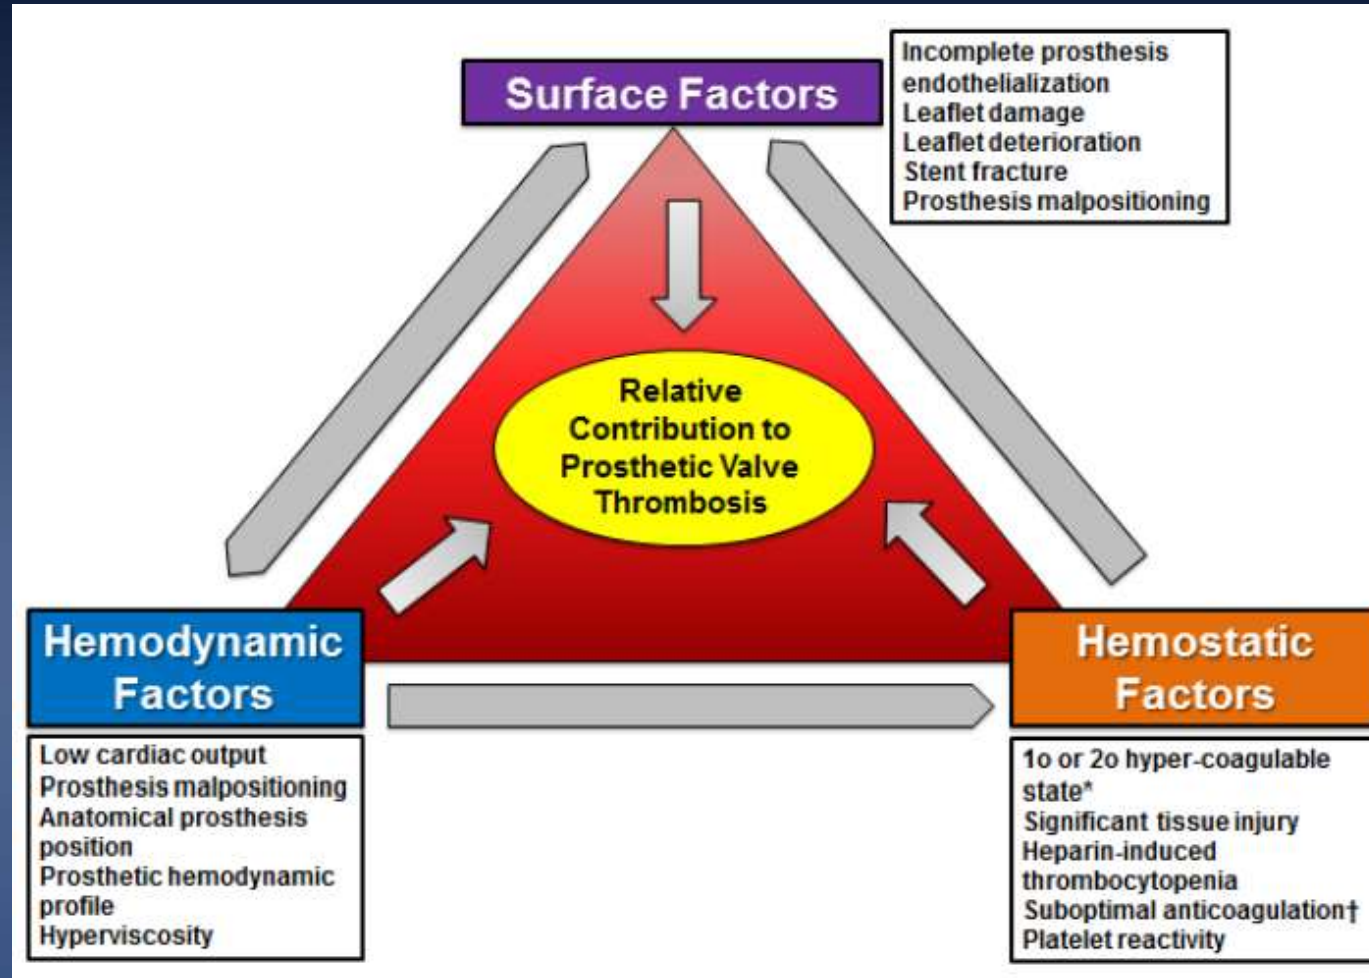 Surface Factors
Incomplete prosthesis
endothelialization
Leaflet damage
Leaflet deterioration
Stent fracture
Prosthesis malpositioning
Relative
Contribution to
Prosthetic Valve
Thrombosis
Hemodynamic
Factors
Low cardiac output
Prosthesis malpositioning
Anatomical prosthesis
position
Prosthetic hemodynamic
profile
Hyperviscosity
Hemostatic
Factors
1o or 2o hyper-coagulable
state*
Significant tissue injury
Heparin-induced
thrombocytopenia
Suboptimal anticoagulation†
Platelet reactivity